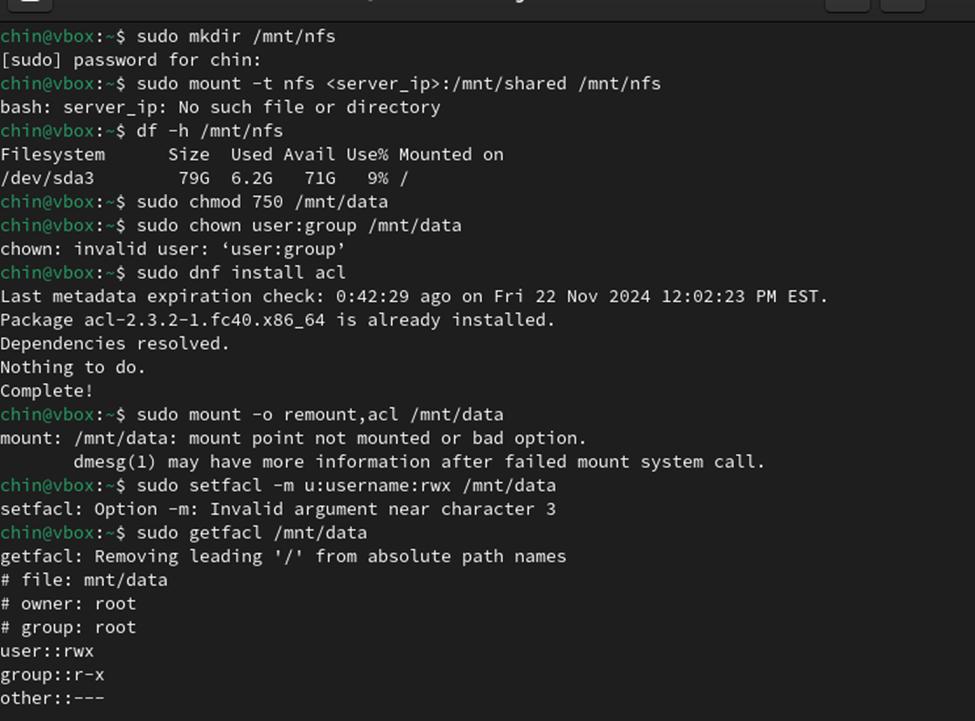 chin@vbox:~$ sudo mkdir /mnt/nfs
[sudo] password for chin:
chin@vbox:~$ sudo mount -t nfs <server_ip>:/mnt/shared /mnt/nfs
bash: server_ip: No such file or directory
chin@vbox:~$ df -h /mnt/nfs
Filesystem      Size  Used Avail Use% Mounted on
/dev/sda3        79G  6.2G   71G   9% /
chin@vbox:~$ sudo chmod 750 /mnt/data
chin@vbox:~$ sudo chown user:group /mnt/data
chown: invalid user: ‘user:group’
chin@vbox:~$ sudo dnf install acl
Last metadata expiration check: 0:42:29 ago on Fri 22 Nov 2024 12:02:23 PM EST.
Package acl-2.3.2-1.fc40.x86_64 is already installed.
Dependencies resolved.
Nothing to do.
Complete!
chin@vbox:~$ sudo mount -o remount,acl /mnt/data
mount: /mnt/data: mount point not mounted or bad option.
       dmesg(1) may have more information after failed mount system call.
chin@vbox:~$ sudo setfacl -m u:username:rwx /mnt/data
setfacl: Option -m: Invalid argument near character 3
chin@vbox:~$ sudo getfacl /mnt/data
getfacl: Removing leading '/' from absolute path names
# file: mnt/data
# owner: root
# group: root
user::rwx
group::r-x
other::---